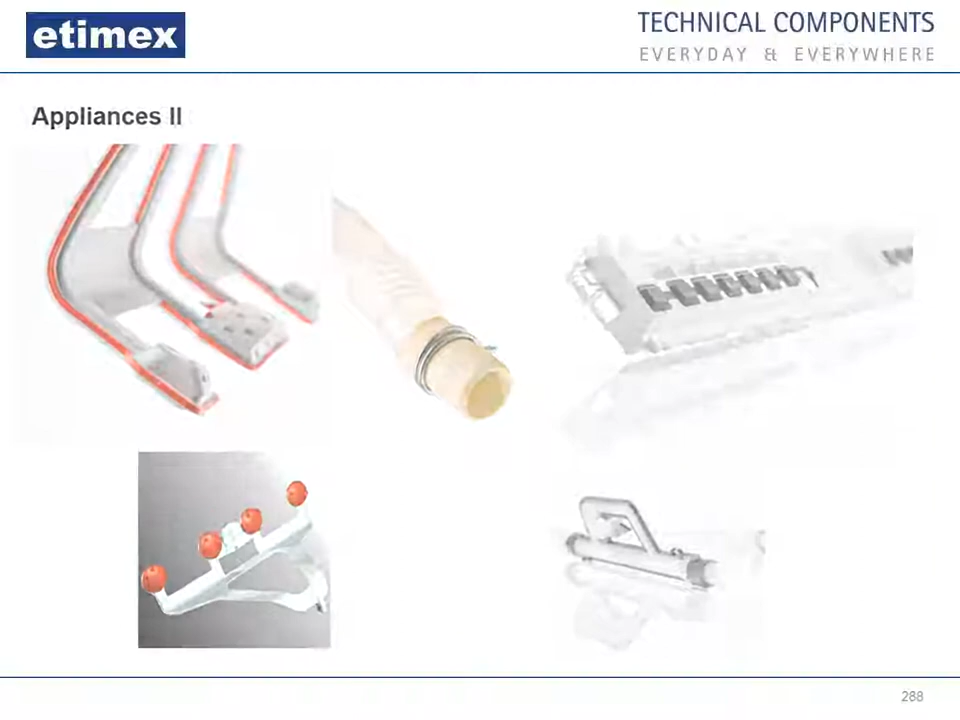 etimex
TECHNICAL COMPONENTS
EVERYDAY & EVERYWHERE
Appliances II
288